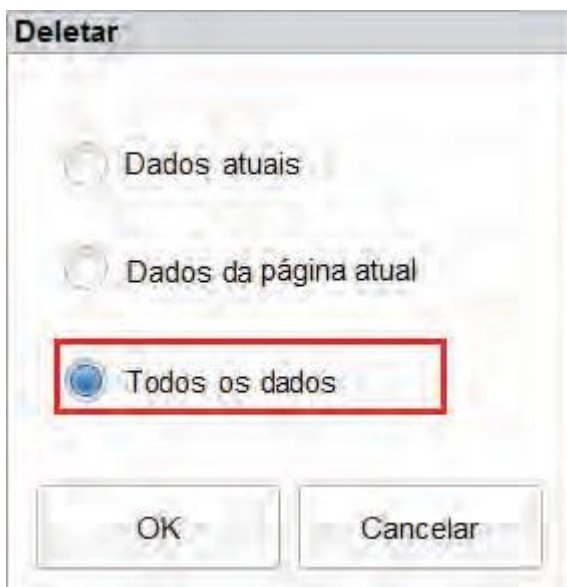 Deletar
Dados atuais
Dados da página atual
Todos os dados
OK
Cancelar